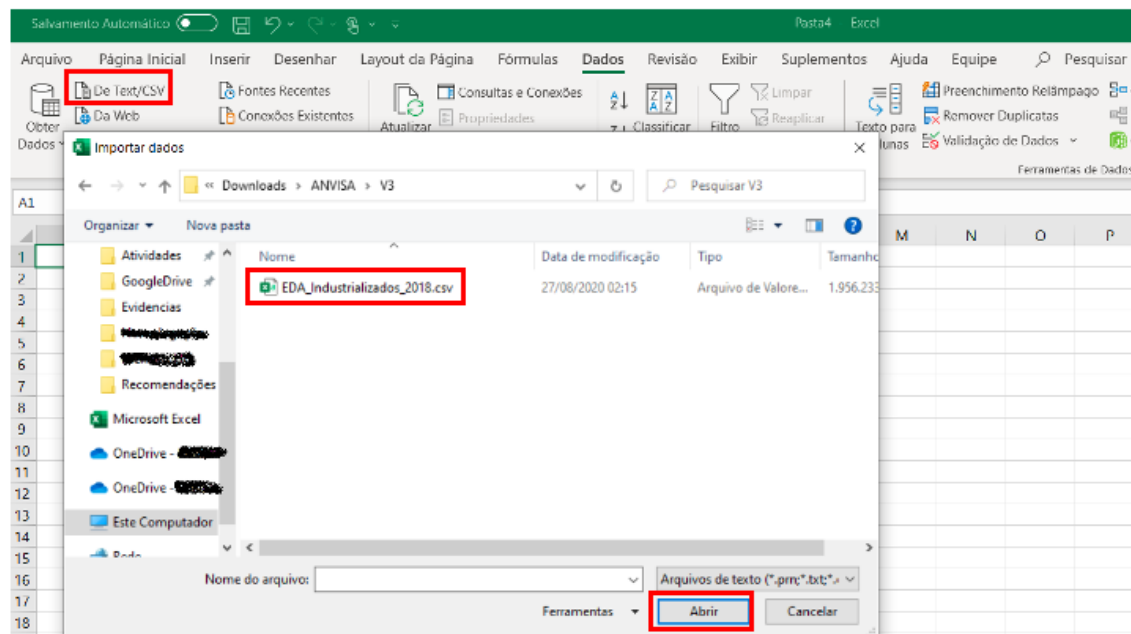 Salvamento Automático Pasta4 Excel
Arquivo Página Inicial Inserir Desenhar Layout da Página Fórmulas Dados Revisão Exibir Suplementos Ajuda Equipe Pesquisar
De Text/CSV Fontes Recentes Consultas e Conexões Limpar Preenchimento Relâmpago
Da Web Conexões Existentes Propriedades Reaplicar Remover Duplicatas
Obter Atualizar Classificar Filtro Texto para
Dados lunas Validação de Dados
Ferramentas de Dados
Importar dados
« Downloads > ANVISA > V3 Pesquisar V3
A1
Organizar Nova pasta
M N O P
Nome Data de modificação Tipo Tamanho
1 Atividades
2 GoogleDrive EDA_Industrializados_2018.csv 27/08/2020 02:15 Arquivo de Valore... 1.956.233
3 Evidencias
4
5
6
7 Recomendações
8
9 Microsoft Excel
10 OneDrive -
11
12 OneDrive -
13 Este Computador
14
15 Rede
16 Nome do arquivo: Arquivos de texto (*.prn;*.txt;*.
17 Ferramentas Abrir Cancelar
18